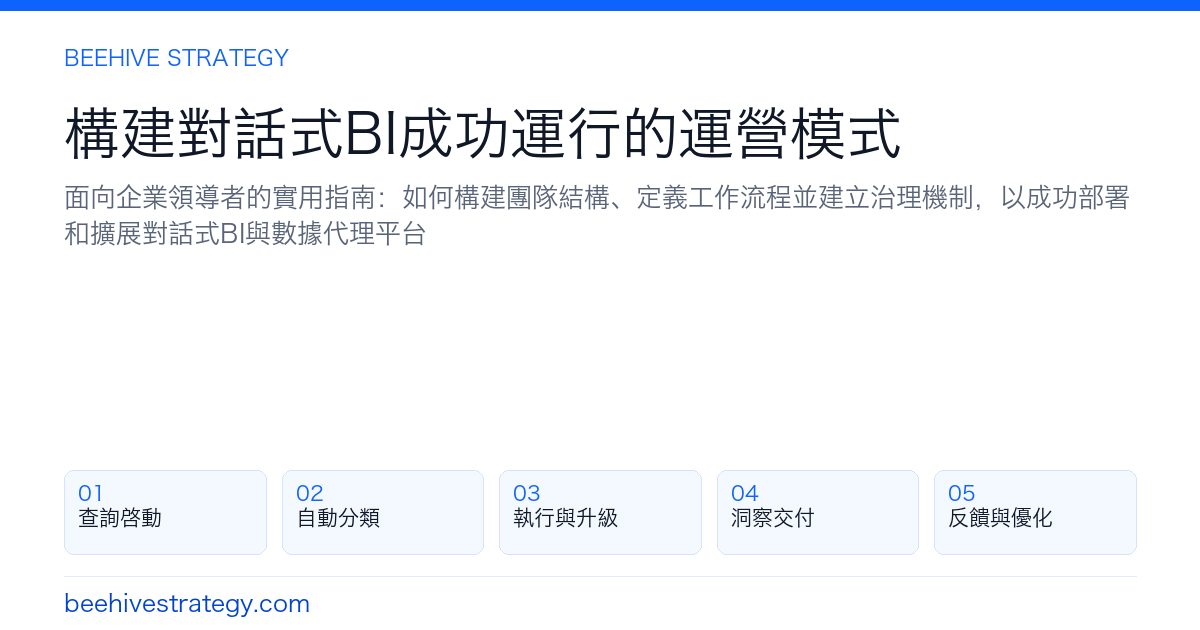 BEEHIVE STRATEGY
構建對話式BI成功運行的運營模式
面向企業領導者的實用指南：如何構建團隊結構、定義工作流程並建立治理機制，以成功部署
和擴展對話式BI與數據代理平台
01
查詢啓動
02
自動分類
03
執行與升級
04
洞察交付
05
反饋與優化
beehivestrategy.com